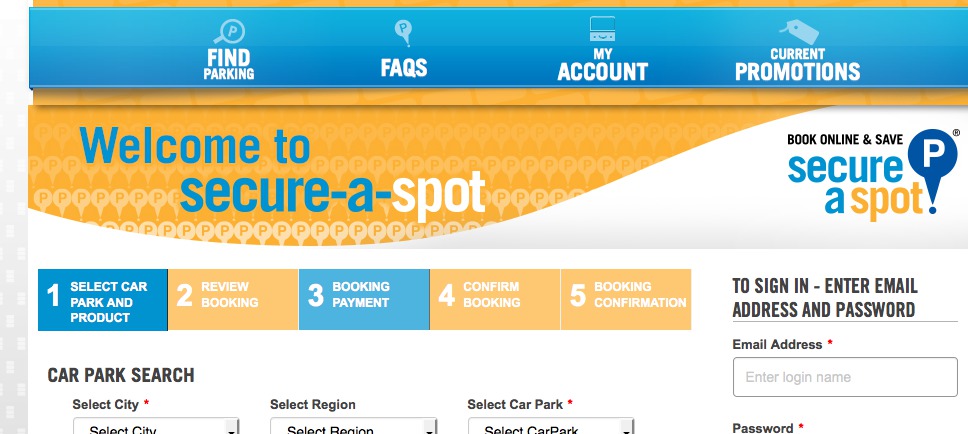 FIND
PARKING
FAQS
MY
ACCOUNT
CURRENT
PROMOTIONS
Welcome to
secure-a-spot
BOOK ONLINE & SAVE
secure
a spot!
P
®
1 SELECT CAR
PARK AND
PRODUCT
2 REVIEW
BOOKING
3 BOOKING
PAYMENT
4 CONFIRM
BOOKING
5 BOOKING
CONFIRMATION
TO SIGN IN - ENTER EMAIL
ADDRESS AND PASSWORD
Email Address *
Enter login name
Password *
CAR PARK SEARCH
Select City * Select Region Select Car Park *
Select City Select Region Select CarPark